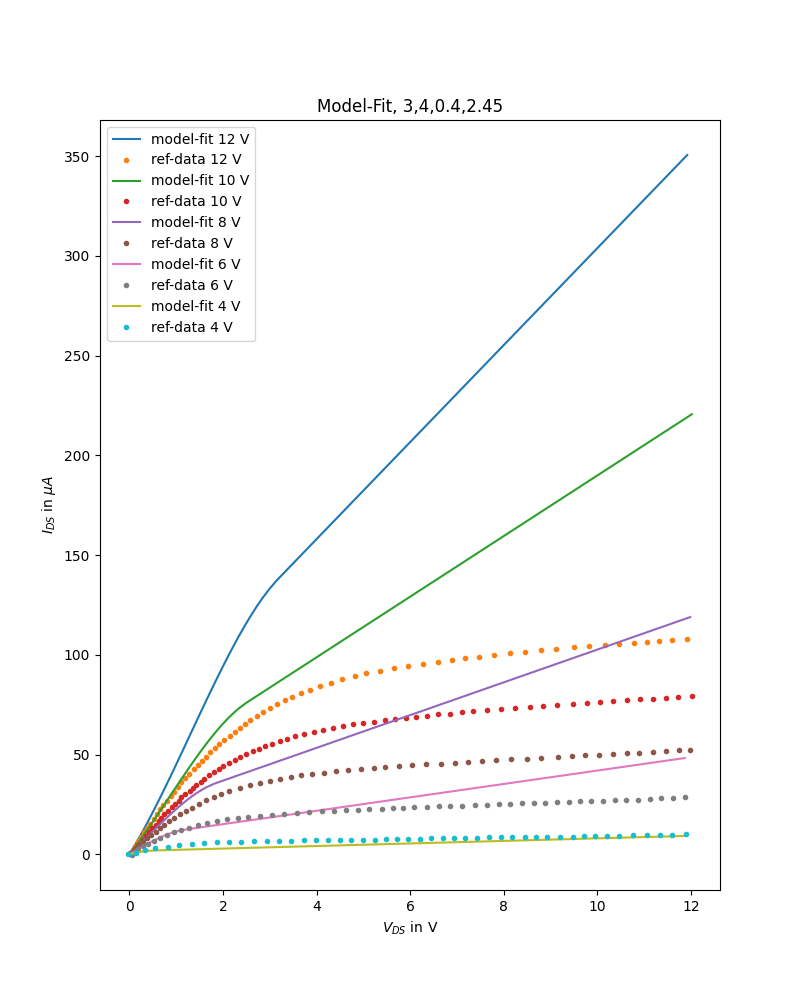 Model-Fit, 3,4,0.4,2.45
model-fit 12 V
ref-data 12 V
model-fit 10 V
ref-data 10 V
model-fit 8 V
ref-data 8 V
model-fit 6 V
ref-data 6 V
model-fit 4 V
ref-data 4 V
350
300
250
200
150
100
50
0
I_DS in μA
0 2 4 6 8 10 12
V_DS in V